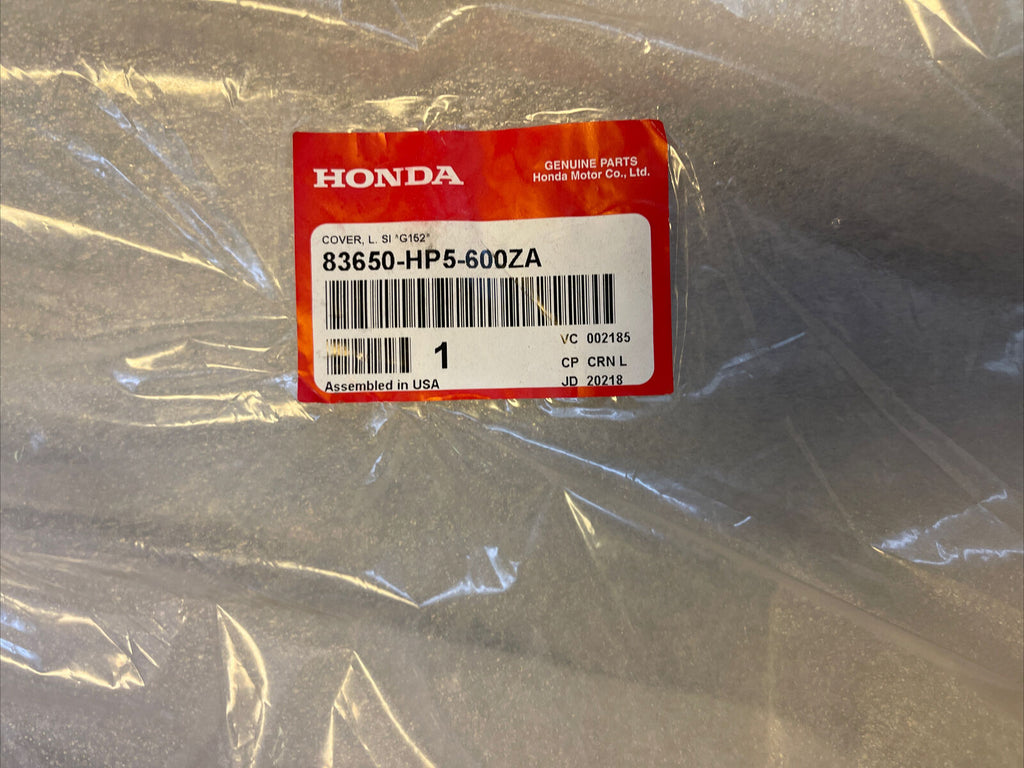 HONDA
GENUINE PARTS
Honda Motor Co., Ltd.
COVER, L. SI *G152*
83650-HP5-600ZA
1
VC 002185
CP CRN L
JD 20218
Assembled in USA